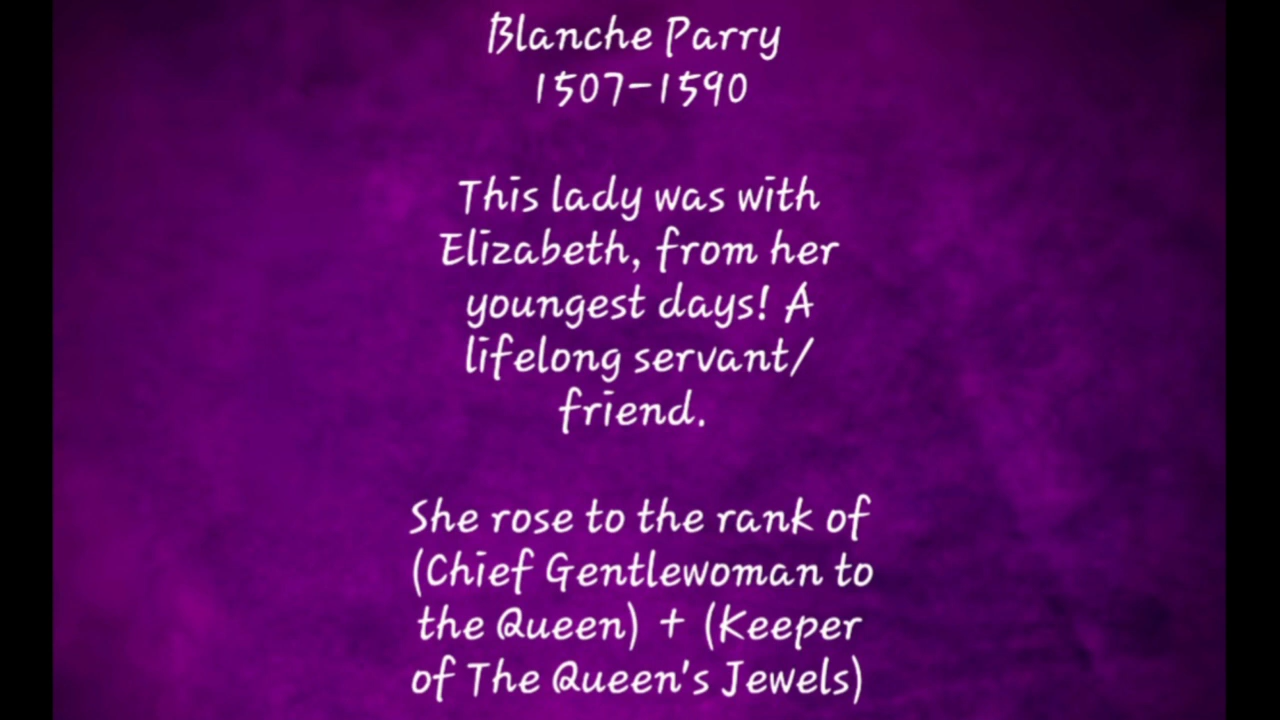 Blanche Parry
1507-1590
This lady was with
Elizabeth, from her
youngest days! A
lifelong servant/
friend.
She rose to the rank of
(Chief Gentlewoman to
the Queen) + (Keeper
of The Queen's Jewels)